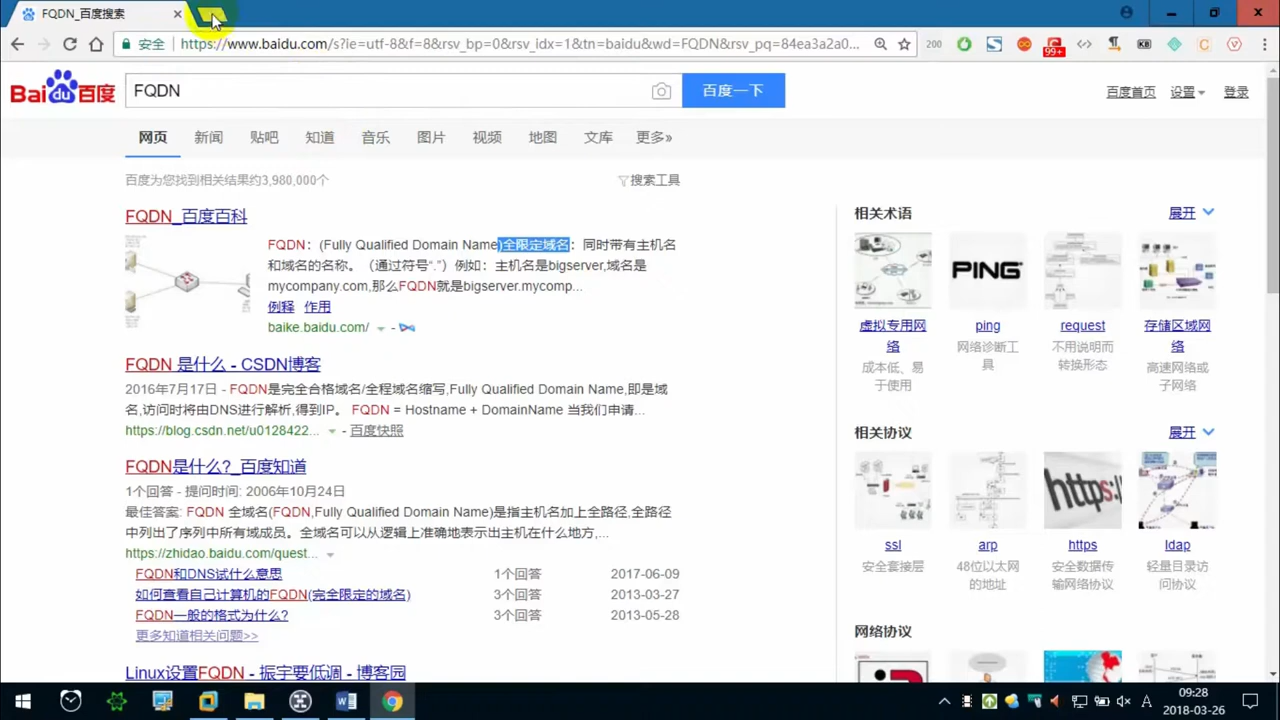 FQDN_百度搜索
安全 https://www.baidu.com/s?ie=utf-8&f=8&rsv_bp=0&rsv_idx=1&tn=baidu&wd=FQDN&rsv_pq=84ea3a2a0...
200
99+
Bai du 百度
FQDN
百度一下
百度首页 设置 登录
网页 新闻 贴吧 知道 音乐 图片 视频 地图 文库 更多»
百度为您找到相关结果约3,980,000个
搜索工具
FQDN_百度百科
FQDN：(Fully Qualified Domain Name)全限定域名：同时带有主机名
和域名的名称。（通过符号“.”）例如：主机名是bigserver,域名是
mycompany.com,那么FQDN就是bigserver.mycomp...
例释 作用
baike.baidu.com/
FQDN 是什么 - CSDN博客
2016年7月17日 - FQDN是完全合格域名/全程域名缩写,Fully Qualified Domain Name,即是域
名,访问时将由DNS进行解析,得到IP。 FQDN = Hostname + DomainName 当我们申请...
https://blog.csdn.net/u0128422... - 百度快照
FQDN是什么?_百度知道
1个回答 - 提问时间: 2006年10月24日
最佳答案: FQDN 全域名(FQDN,Fully Qualified Domain Name)是指主机名加上全路径,全路径
中列出了序列中所有域成员。全域名可以从逻辑上准确地表示出主机在什么地方,...
https://zhidao.baidu.com/quest...
FQDN和DNS试什么意思 1个回答 2017-06-09
如何查看自己计算机的FQDN(完全限定的域名) 3个回答 2013-03-27
FQDN一般的格式为什么? 3个回答 2013-05-28
更多知道相关问题>>
Linux设置FQDN - 振宇要低调 - 博客园
相关术语 展开
PING
虚拟专用网络 ping request 存储区域网络
成本低、易于使用 网络诊断工具 不用说明而转换形态 高速网络或子网络
相关协议 展开
https:
ssl arp https ldap
安全套接层 48位以太网的地址 安全数据传输网络协议 轻量目录访问协议
网络协议
A
09:28
2018-03-26